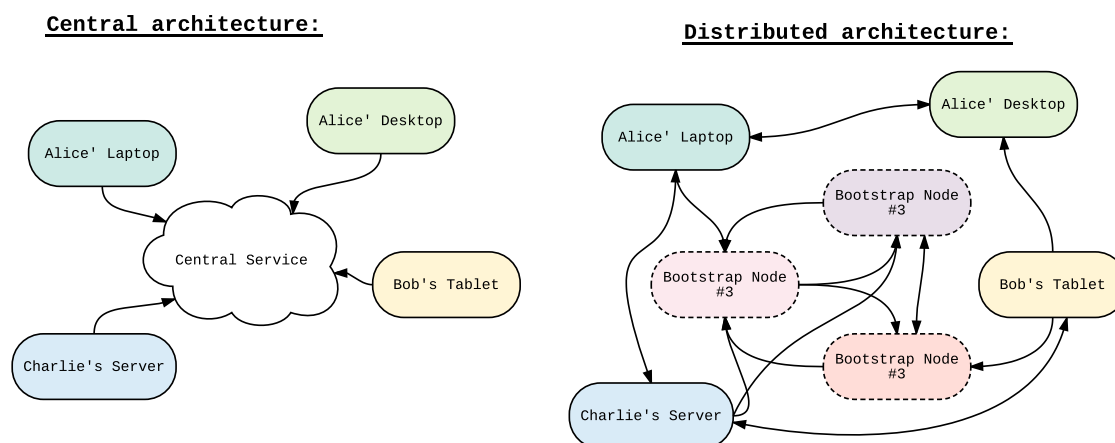 Central architecture:
Alice' Laptop
Alice' Desktop
Central Service
Bob's Tablet
Charlie's Server
Distributed architecture:
Alice' Laptop
Alice' Desktop
Bootstrap Node
#3
Bootstrap Node
#3
Bob's Tablet
Bootstrap Node
#3
Charlie's Server